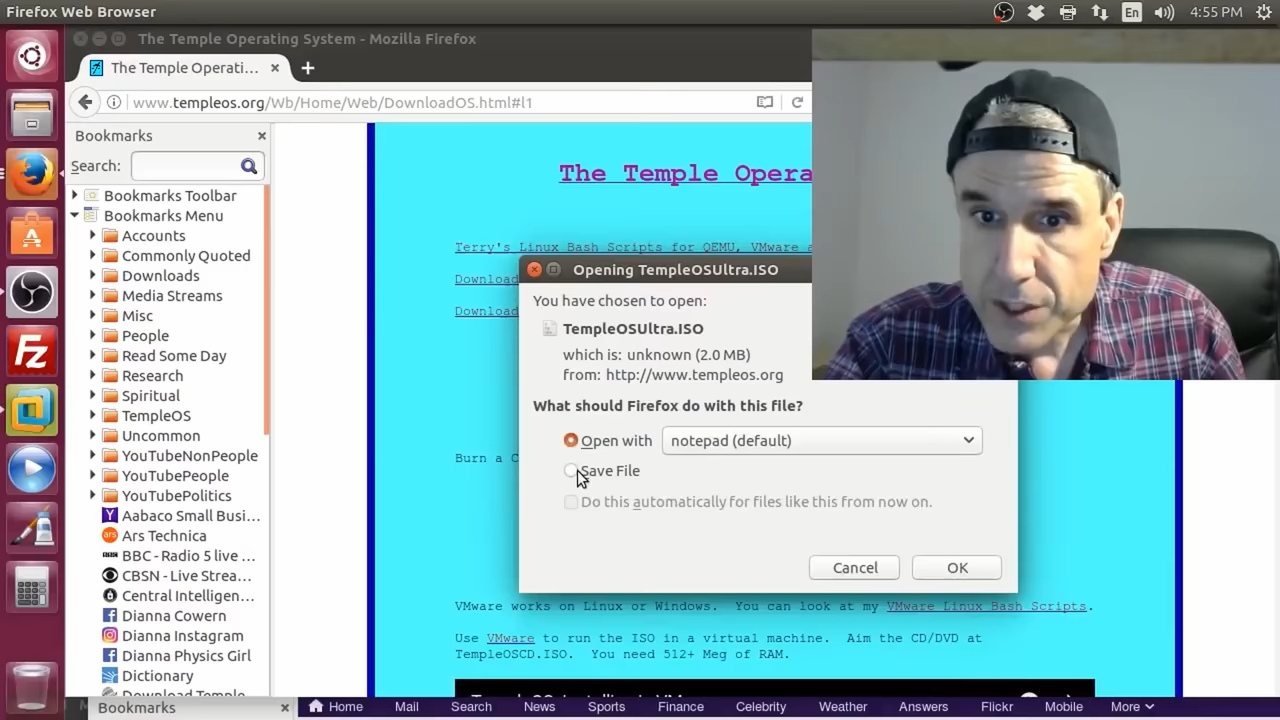 Firefox Web Browser
En
4:55 PM
The Temple Operating System - Mozilla Firefox
The Temple Operati...
www.templeos.org/Wb/Home/Web/DownloadOS.html#l1
Bookmarks
Search:
Bookmarks Toolbar
Bookmarks Menu
Accounts
Commonly Quoted
Downloads
Media Streams
Misc
People
Read Some Day
Research
Spiritual
TempleOS
Uncommon
YouTubeNonPeople
YouTubePeople
YouTubePolitics
Aabaco Small Busi...
Ars Technica
BBC - Radio 5 live ...
CBSN - Live Strea...
Central Intelligen...
Dianna Cowern
Dianna Instagram
Dianna Physics Girl
Dictionary
Download Temple
Bookmarks
The Temple Opera
Terry's Linux Bash Scripts for QEMU, VMware a
Download
Download
Opening TempleOSUltra.ISO
You have chosen to open:
TempleOSUltra.ISO
which is: unknown (2.0 MB)
from: http://www.templeos.org
What should Firefox do with this file?
Open with
notepad (default)
Save File
Do this automatically for files like this from now on.
Cancel
OK
Burn a C
VMware works on Linux or Windows. You can look at my VMware Linux Bash Scripts.
Use VMware to run the ISO in a virtual machine. Aim the CD/DVD at
TempleOSCD.ISO. You need 512+ Meg of RAM.
Home
Mail
Search
News
Sports
Finance
Celebrity
Weather
Answers
Flickr
Mobile
More